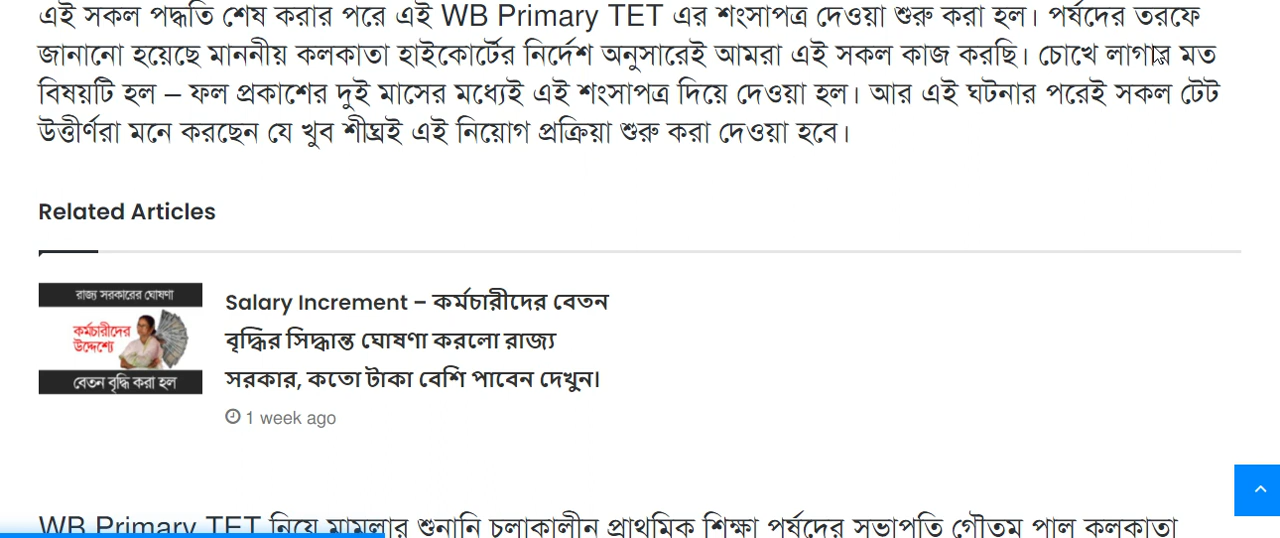 এই সকল পদ্ধতি শেষ করার পরে এই WB Primary TET এর শংসাপত্র দেওয়া শুরু করা হল। পর্ষদের তরফে
জানানো হয়েছে মাননীয় কলকাতা হাইকোর্টের নির্দেশ অনুসারেই আমরা এই সকল কাজ করছি। চোখে লাগার মত
বিষয়টি হল – ফল প্রকাশের দুই মাসের মধ্যেই এই শংসাপত্র দিয়ে দেওয়া হল। আর এই ঘটনার পরেই সকল টেট
উত্তীর্ণরা মনে করছেন যে খুব শীঘ্রই এই নিয়োগ প্রক্রিয়া শুরু করা দেওয়া হবে।
Related Articles
রাজ্য সরকারের ঘোষণা
কর্মচারীদের
উদ্দেশ্যে
বেতন বৃদ্ধি করা হল
Salary Increment – কর্মচারীদের বেতন
বৃদ্ধির সিদ্ধান্ত ঘোষণা করলো রাজ্য
সরকার, কতো টাকা বেশি পাবেন দেখুন।
1 week ago
WB Primary TET নিয়ে মামলার শুনানি চলাকালীন প্রাথমিক শিক্ষা পর্ষদের সভাপতি গৌতম পাল কলকাতা